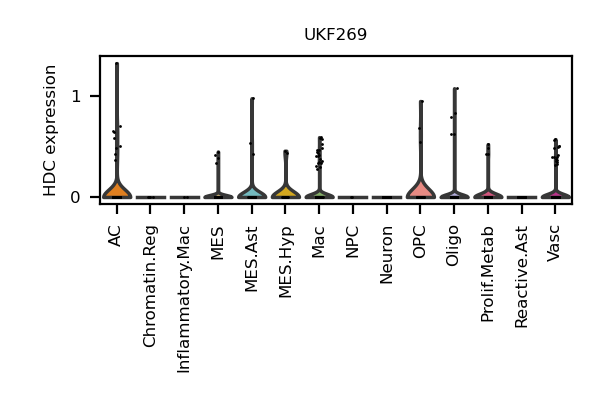 UKF269
HDC expression
1
0
AC
Chromatin.Reg
Inflammatory.Mac
MES
MES.Ast
MES.Hyp
Mac
NPC
Neuron
OPC
Oligo
Prolif.Metab
Reactive.Ast
Vasc